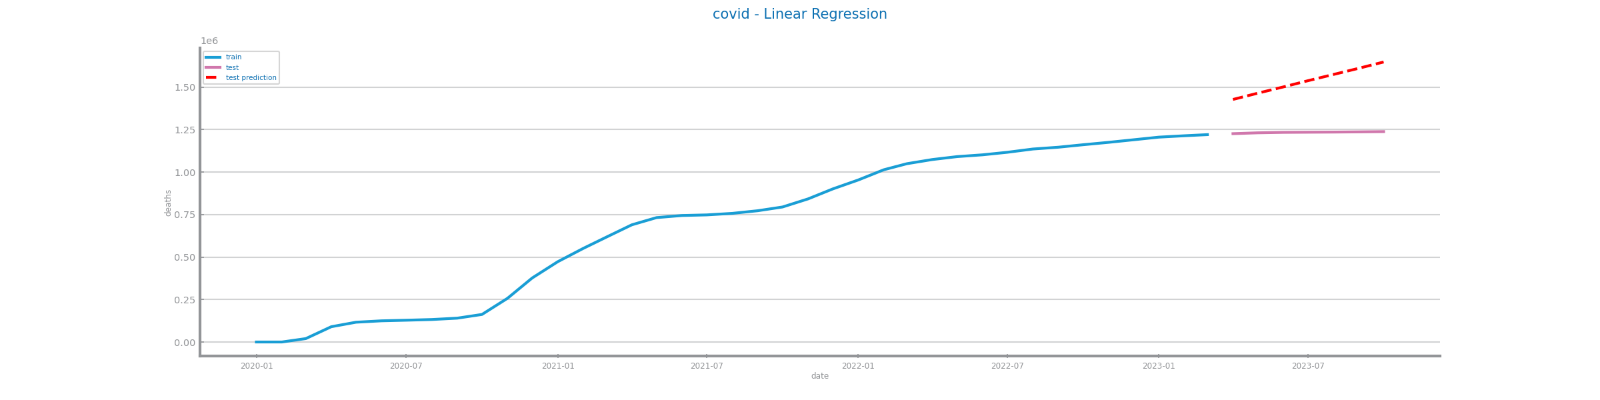 covid - Linear Regression
1e6
train
test
test prediction
1.50
1.25
1.00
0.75
0.50
0.25
0.00
deaths
2020-01 2020-07 2021-01 2021-07 2022-01 2022-07 2023-01 2023-07
date